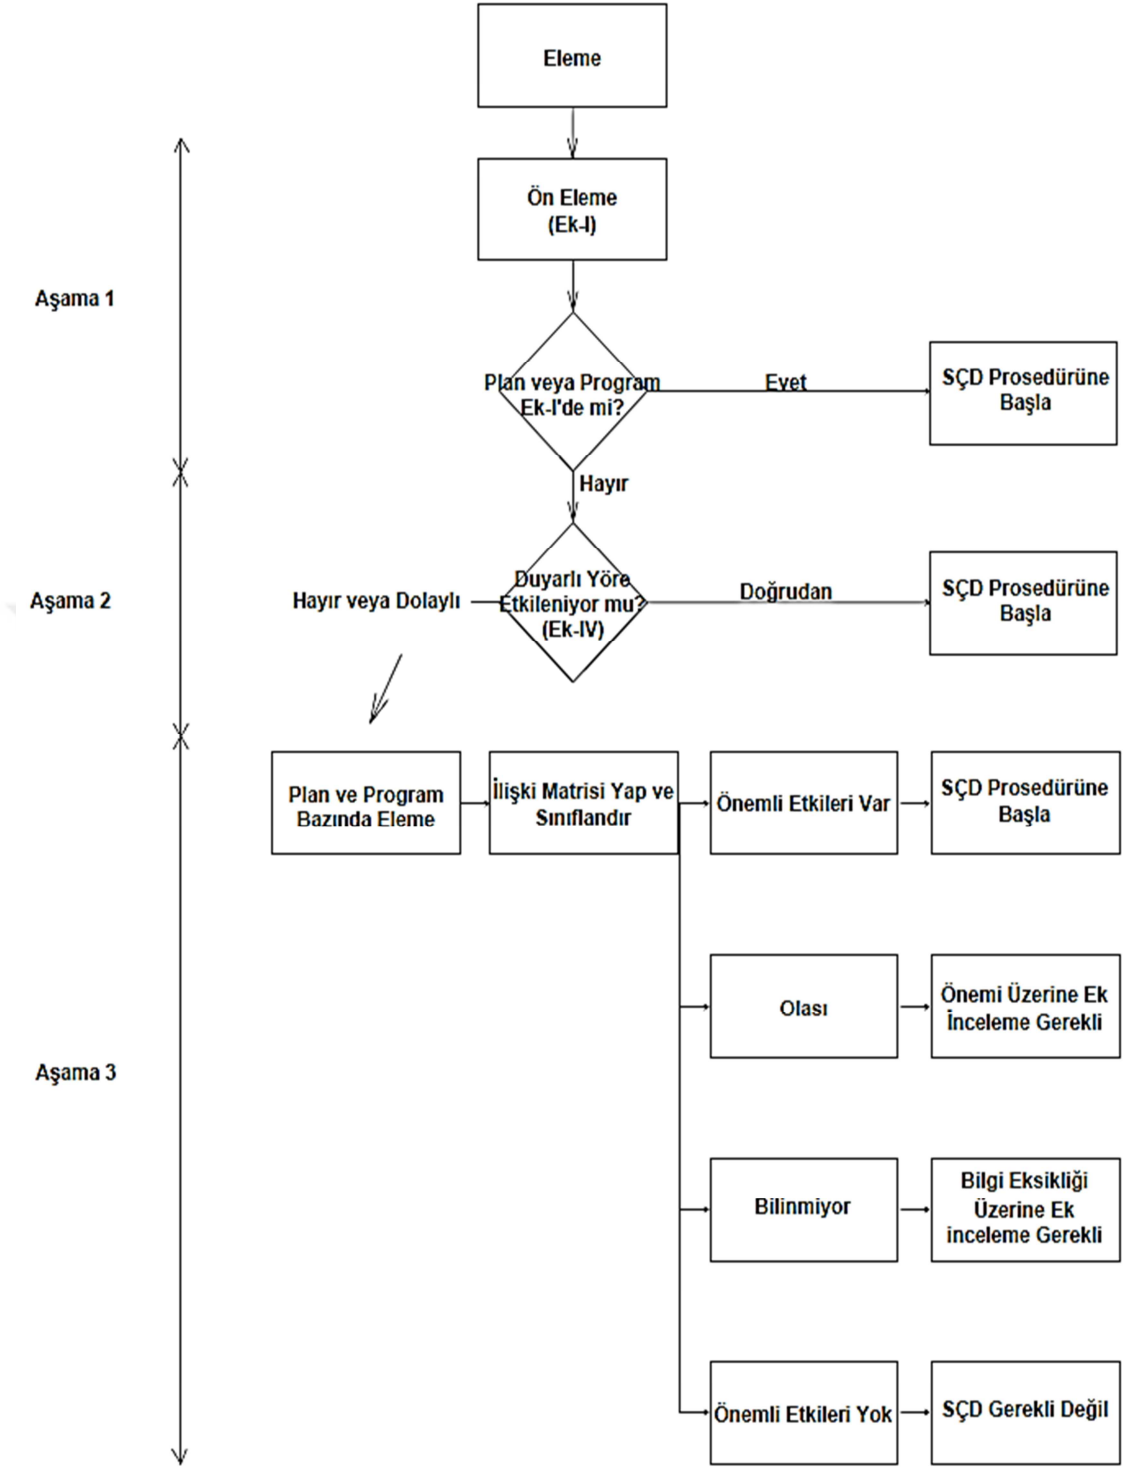 Eleme
Ön Eleme
(Ek-I)
Aşama 1
Plan veya Program
Ek-I'de mi?
Evet
SÇD Prosedürüne
Başla
Hayır
Aşama 2
Hayır veya Dolaylı
Duyarlı Yöre
Etkileniyor mu?
(Ek-IV)
Doğrudan
SÇD Prosedürüne
Başla
Plan ve Program
Bazında Eleme
İlişki Matrisi Yap ve
Sınıflandır
Önemli Etkileri Var
SÇD Prosedürüne
Başla
Aşama 3
Olası
Önemi Üzerine Ek
İnceleme Gerekli
Bilinmiyor
Bilgi Eksikliği
Üzerine Ek
inceleme Gerekli
Önemli Etkileri Yok
SÇD Gerekli Değil